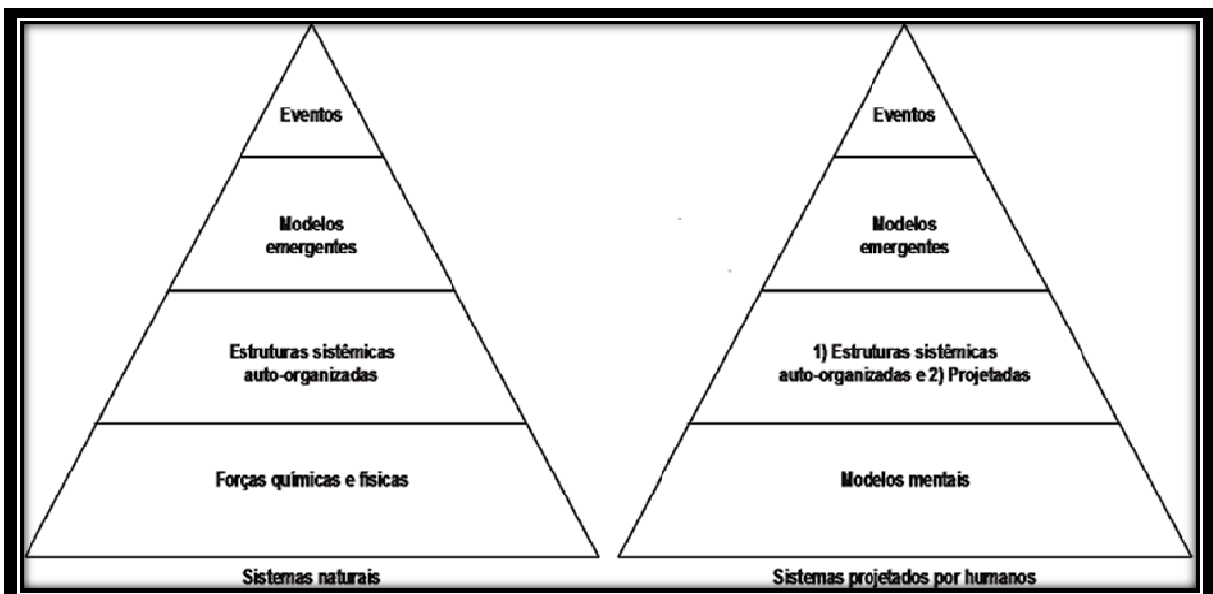 Eventos
Modelos
emergentes
Estruturas sistêmicas
auto-organizadas
Forças químicas e físicas
Sistemas naturais
Eventos
Modelos
emergentes
1) Estruturas sistêmicas
auto-organizadas e 2) Projetadas
Modelos mentais
Sistemas projetados por humanos